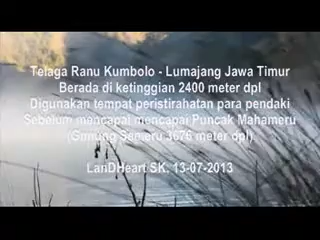 Telaga Ranu Kumbolo - Lumajang Jawa Timur
Berada di ketinggian 2400 meter dpl
Digunakan tempat peristirahatan para pendaki
Sebelum mencapai mencapai Puncak Mahameru
(Gunung Semeru 3676 meter dpl)
LanDHeart SK. 13-07-2013